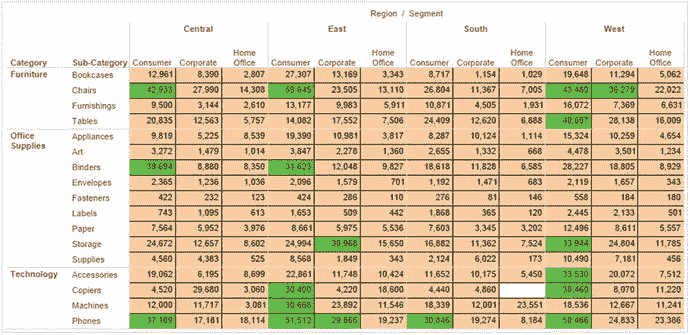 Region / Segment
Central East South West
Category Sub-Category Consumer Corporate Home Office Consumer Corporate Home Office Consumer Corporate Home Office Consumer Corporate Home Office
Furniture Bookcases 12,961 8,390 2,807 27,307 13,169 3,343 8,717 1,154 1,029 19,648 11,294 5,062
Chairs 27,990 14,308 23,505 13,110 26,804 11,367 7,005 22,022
Furnishings 9,500 3,144 2,610 13,177 9,983 5,911 10,871 4,505 1,931 16,072 7,369 6,631
Tables 20,835 12,563 5,757 14,082 17,552 7,506 24,409 12,620 6,888 28,138 16,009
Office Supplies Appliances 9,819 5,225 8,539 19,390 10,981 3,817 8,287 10,124 1,114 15,324 10,259 4,654
Art 3,272 1,479 1,014 3,847 2,278 1,360 2,655 1,332 668 4,478 3,501 1,234
Binders 8,880 8,350 12,048 9,827 18,618 11,828 6,585 28,227 18,805 8,929
Envelopes 2,365 1,236 1,036 2,096 1,579 701 1,192 1,471 683 2,119 1,657 343
Fasteners 422 232 123 424 286 110 276 81 146 558 184 180
Labels 743 1,095 613 1,653 509 442 1,868 365 120 2,445 2,133 501
Paper 7,564 5,952 3,976 8,661 5,975 5,536 7,603 3,345 3,202 12,496 8,611 5,557
Storage 24,672 12,657 8,602 24,994 30,968 15,650 16,882 11,362 7,524 33,944 24,804 11,785
Supplies 4,560 4,383 525 8,568 1,849 343 2,124 6,022 173 10,490 7,181 456
Technology Accessories 19,062 6,195 8,699 22,861 11,748 10,424 11,652 10,175 5,450 33,530 20,072 7,512
Copiers 4,520 29,680 3,060 30,400 4,220 18,600 4,440 4,860 30,460 8,070 11,220
Machines 12,000 11,717 3,081 30,668 23,892 11,546 18,339 12,001 23,551 18,536 12,667 11,241
Phones 37,109 17,181 18,114 51,512 29,866 19,237 30,846 19,274 8,184 50,466 24,833 23,386